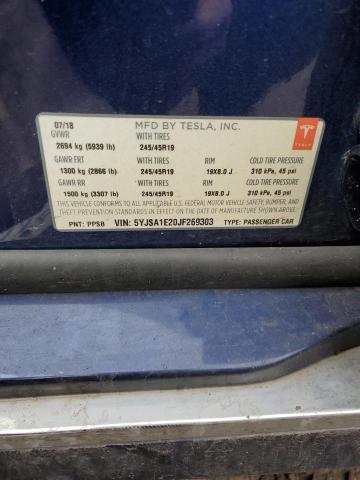 07/18 MFD BY TESLA, INC.
GVWR WITH TIRES
2694 kg (5939 lb) 245/45R19
TESLA
GAWR FRT WITH TIRES RIM COLD TIRE PRESSURE
1300 kg (2866 lb) 245/45R19 19X8.0 J 310 kPa, 45 psi
GAWR RR WITH TIRES RIM COLD TIRE PRESSURE
1500 kg (3307 lb) 245/45R19 19X8.0 J 310 kPa, 45 psi
THIS VEHICLE CONFORMS TO ALL APPLICABLE U.S. FEDERAL MOTOR VEHICLE SAFETY, BUMPER, AND
THEFT PREVENTION STANDARDS IN EFFECT ON THE DATE OF MANUFACTURE SHOWN ABOVE.
PNT: PPSB VIN: 5YJSA1E20JF269303 TYPE: PASSENGER CAR